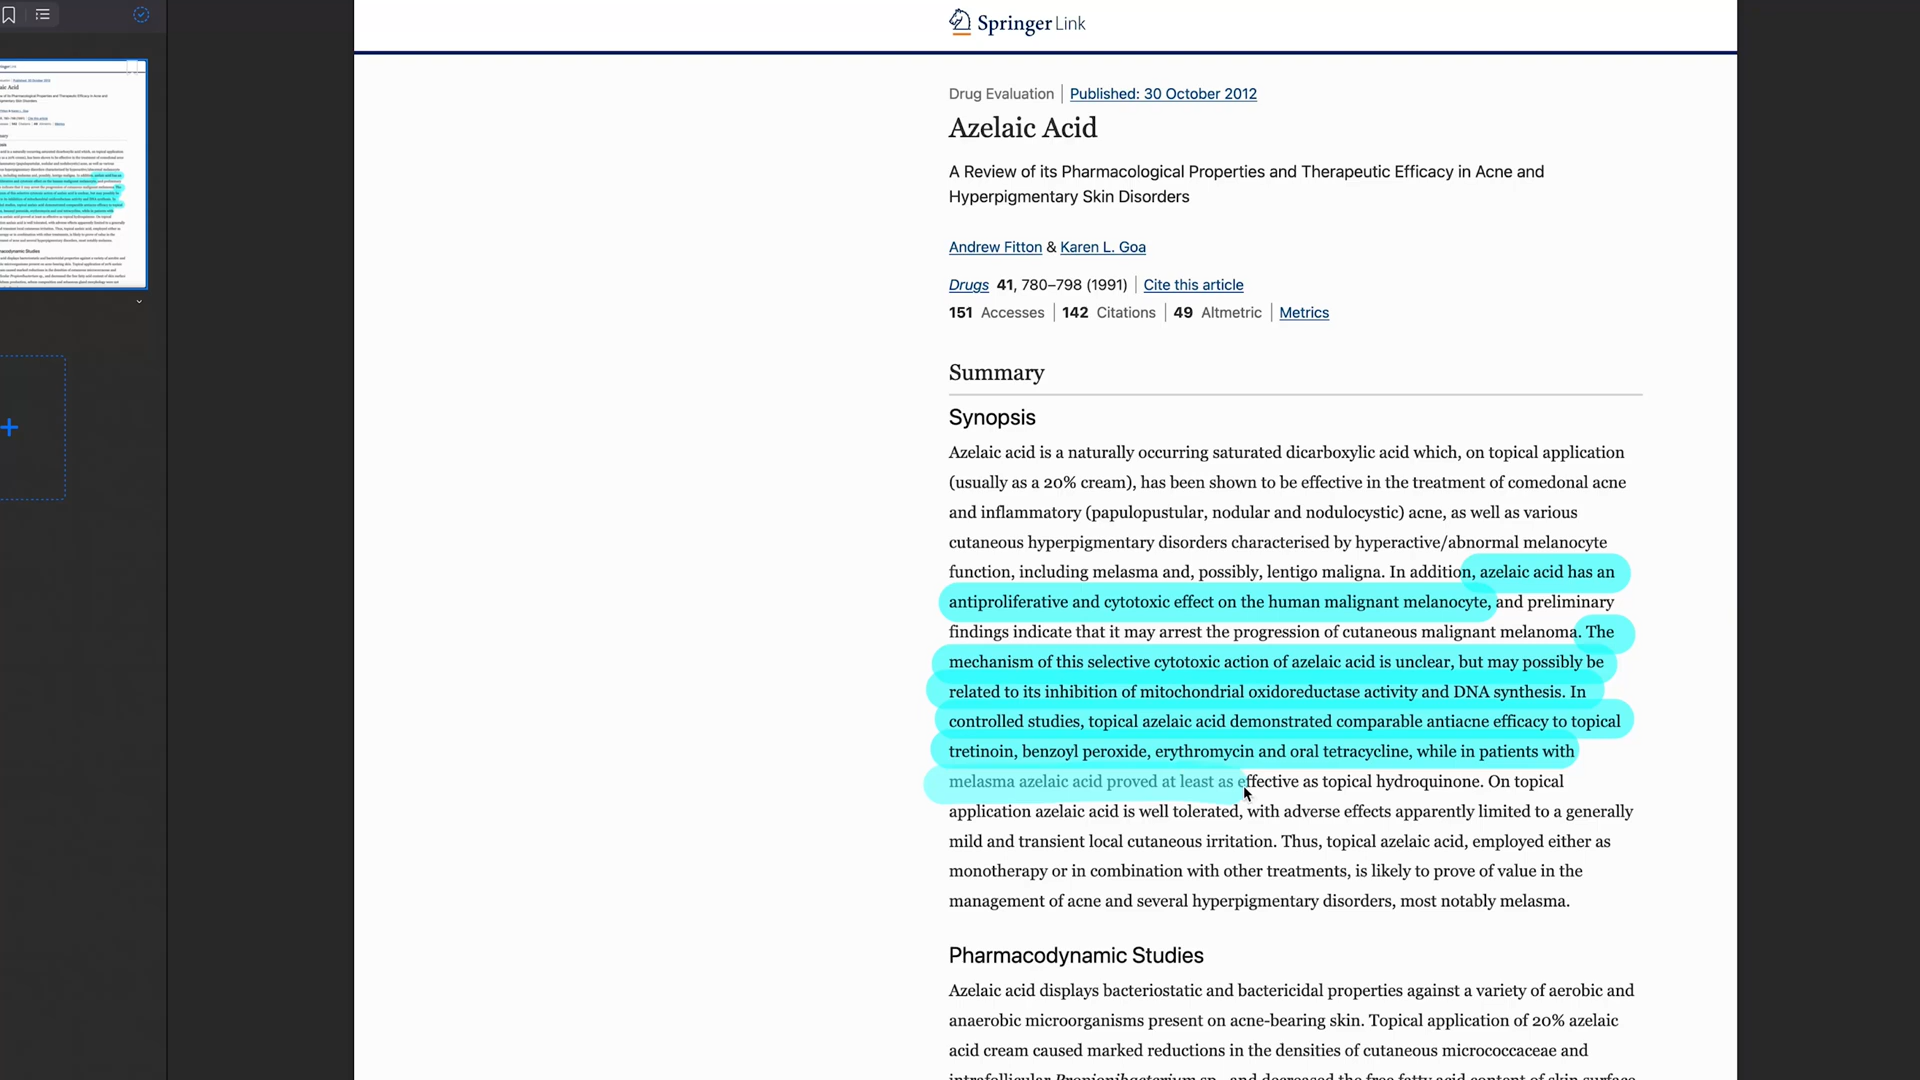 Springer Link
Drug Evaluation | Published: 30 October 2012
Azelaic Acid
A Review of its Pharmacological Properties and Therapeutic Efficacy in Acne and
Hyperpigmentary Skin Disorders
Andrew Fitton & Karen L. Goa
Drugs 41, 780–798 (1991) | Cite this article
151 Accesses | 142 Citations | 49 Altmetric | Metrics
Summary
Synopsis
Azelaic acid is a naturally occurring saturated dicarboxylic acid which, on topical application
(usually as a 20% cream), has been shown to be effective in the treatment of comedonal acne
and inflammatory (papulopustular, nodular and nodulocystic) acne, as well as various
cutaneous hyperpigmentary disorders characterised by hyperactive/abnormal melanocyte
function, including melasma and, possibly, lentigo maligna. In addition, azelaic acid has an
antiproliferative and cytotoxic effect on the human malignant melanocyte, and preliminary
findings indicate that it may arrest the progression of cutaneous malignant melanoma. The
mechanism of this selective cytotoxic action of azelaic acid is unclear, but may possibly be
related to its inhibition of mitochondrial oxidoreductase activity and DNA synthesis. In
controlled studies, topical azelaic acid demonstrated comparable antiacne efficacy to topical
tretinoin, benzoyl peroxide, erythromycin and oral tetracycline, while in patients with
melasma azelaic acid proved at least as effective as topical hydroquinone. On topical
application azelaic acid is well tolerated, with adverse effects apparently limited to a generally
mild and transient local cutaneous irritation. Thus, topical azelaic acid, employed either as
monotherapy or in combination with other treatments, is likely to prove of value in the
management of acne and several hyperpigmentary disorders, most notably melasma.
Pharmacodynamic Studies
Azelaic acid displays bacteriostatic and bactericidal properties against a variety of aerobic and
anaerobic microorganisms present on acne-bearing skin. Topical application of 20% azelaic
acid cream caused marked reductions in the densities of cutaneous micrococcaceae and
intrafollicular Propionibacterium sp., and decreased the free fatty acid content of skin surface